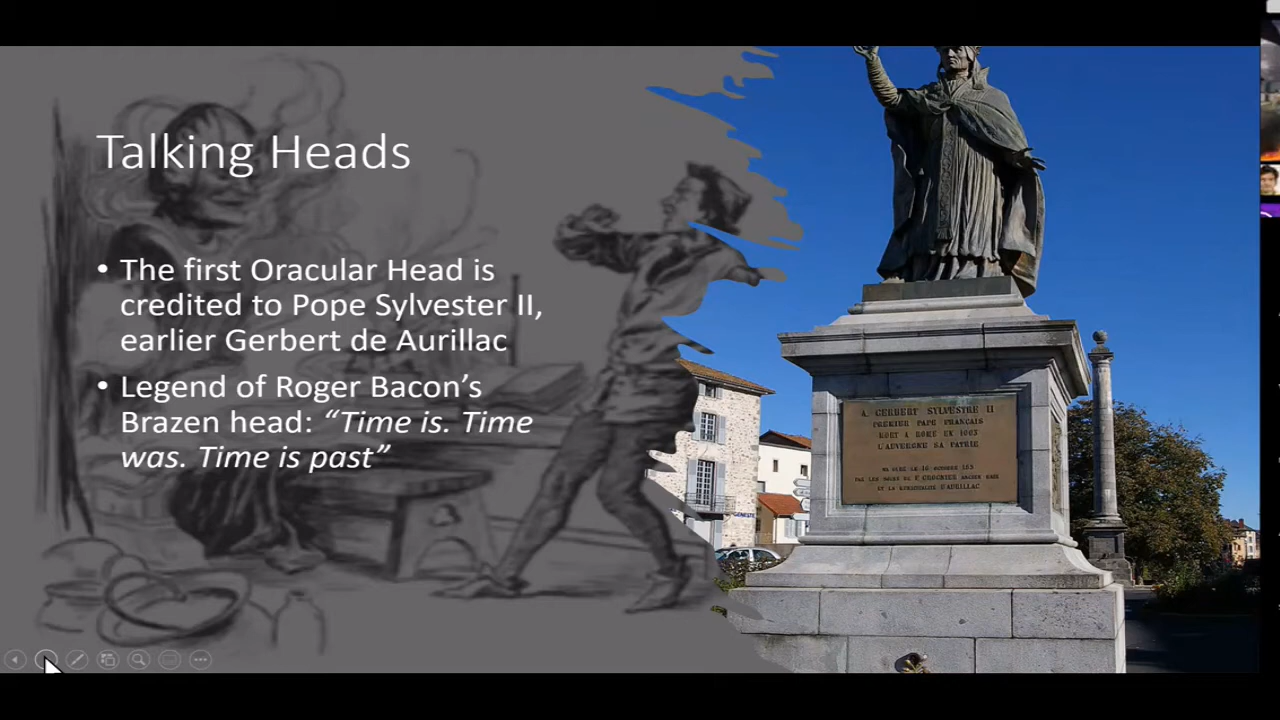 Talking Heads
• The first Oracular Head is
credited to Pope Sylvester II,
earlier Gerbert de Aurillac
• Legend of Roger Bacon’s
Brazen head: “Time is. Time
was. Time is past”
A GERBERT SYLVESTRE II
PREMIER PAPE FRANÇAIS
MORT A ROME EN 1003
L'AUVERGNE SA PATRIE